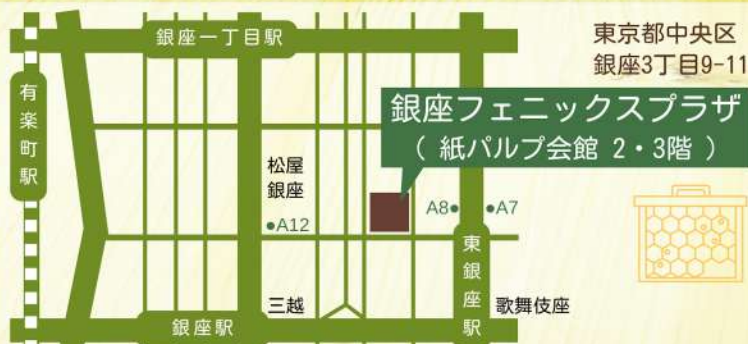 銀座一丁目駅
東京都中央区
銀座3丁目9-11
有楽町駅
銀座フェニックスプラザ
（ 紙パルプ会館 2・3階 ）
松屋
銀座
●A12
A8●
●A7
東銀座駅
三越
歌舞伎座
銀座駅